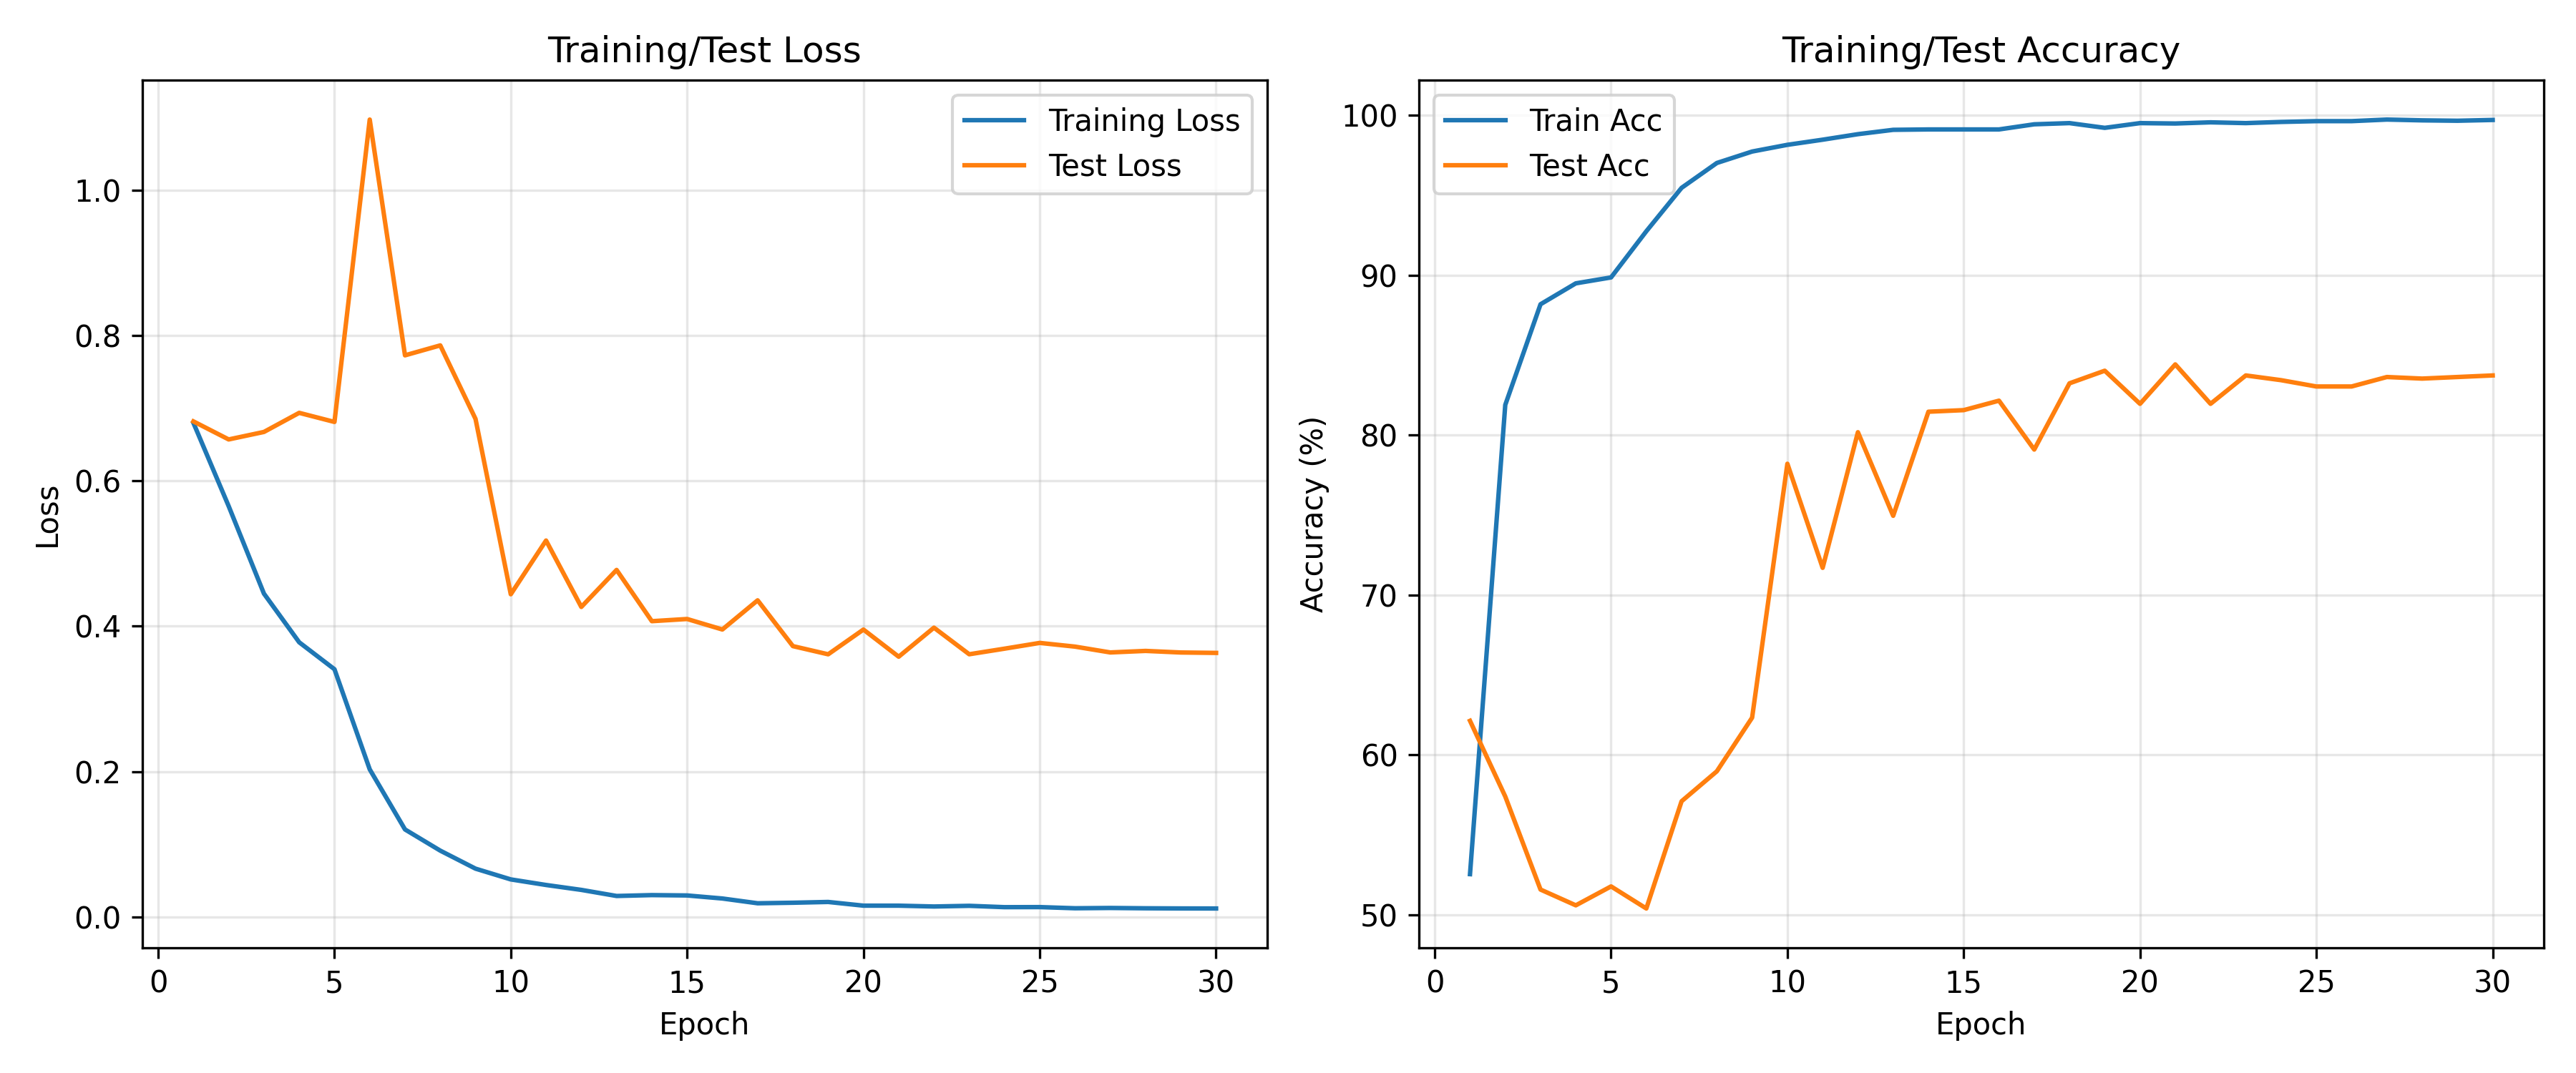 Training/Test Loss
Training Loss
Test Loss
1.0
0.8
0.6
0.4
0.2
0.0
Loss
0 5 10 15 20 25 30
Epoch
Training/Test Accuracy
Train Acc
Test Acc
100
90
80
70
60
50
Accuracy (%)
0 5 10 15 20 25 30
Epoch